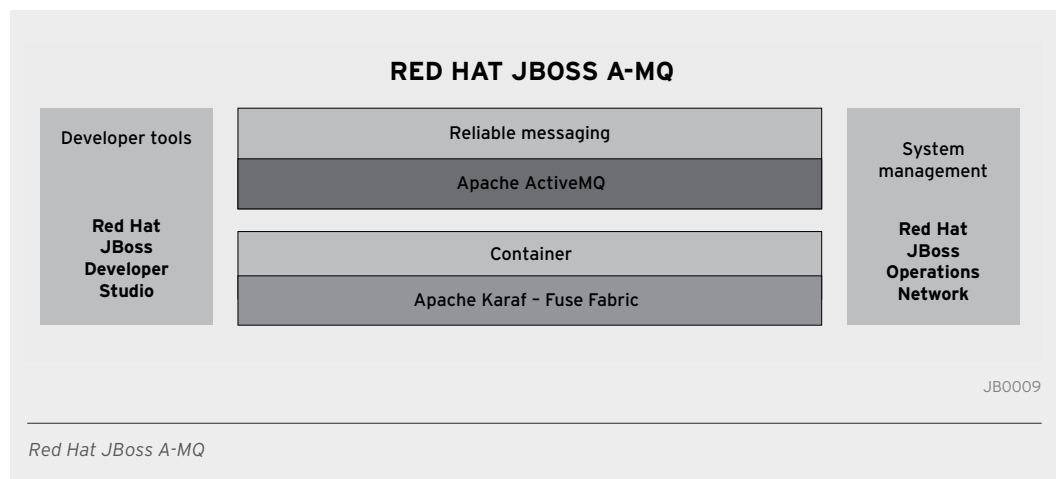 RED HAT JBOSS A-MQ
Developer tools
Red Hat
JBoss
Developer
Studio
Reliable messaging
Apache ActiveMQ
Container
Apache Karaf – Fuse Fabric
System
management
Red Hat
JBoss
Operations
Network
JB0009
Red Hat JBoss A-MQ